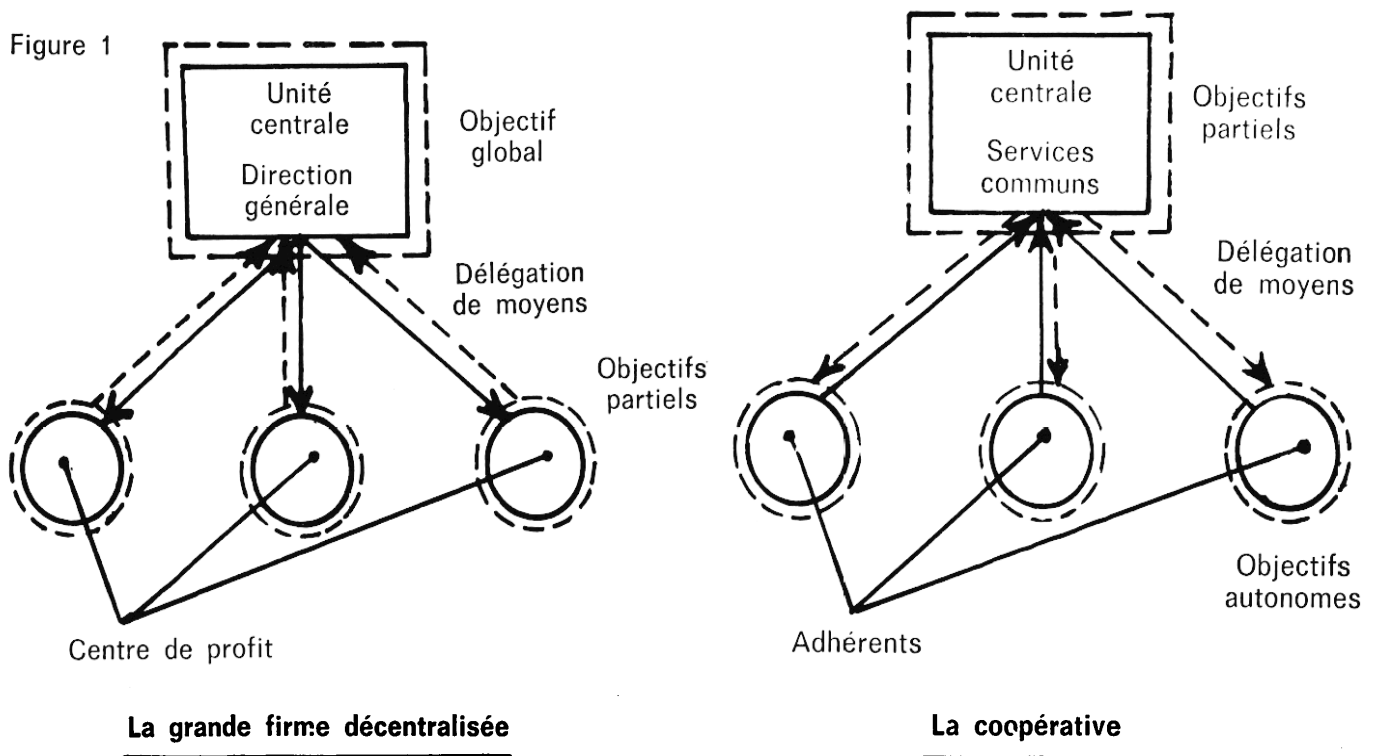 Figure 1
Unité
centrale
Direction
générale
Objectif
global
Délégation
de moyens
Objectifs
partiels
Centre de profit
La grande firme décentralisée
Unité
centrale
Services
communs
Objectifs
partiels
Délégation
de moyens
Objectifs
autonomes
Adhérents
La coopérative